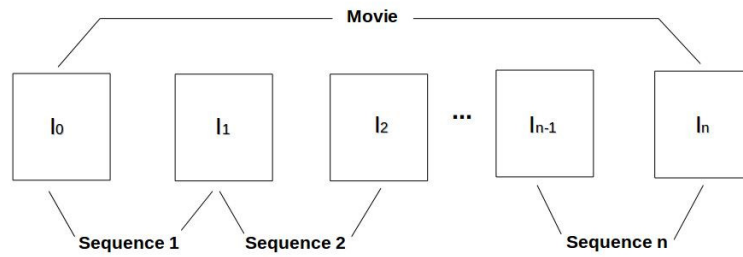 Movie
I0 I1 I2 ... In-1 In
Sequence 1 Sequence 2 Sequence n